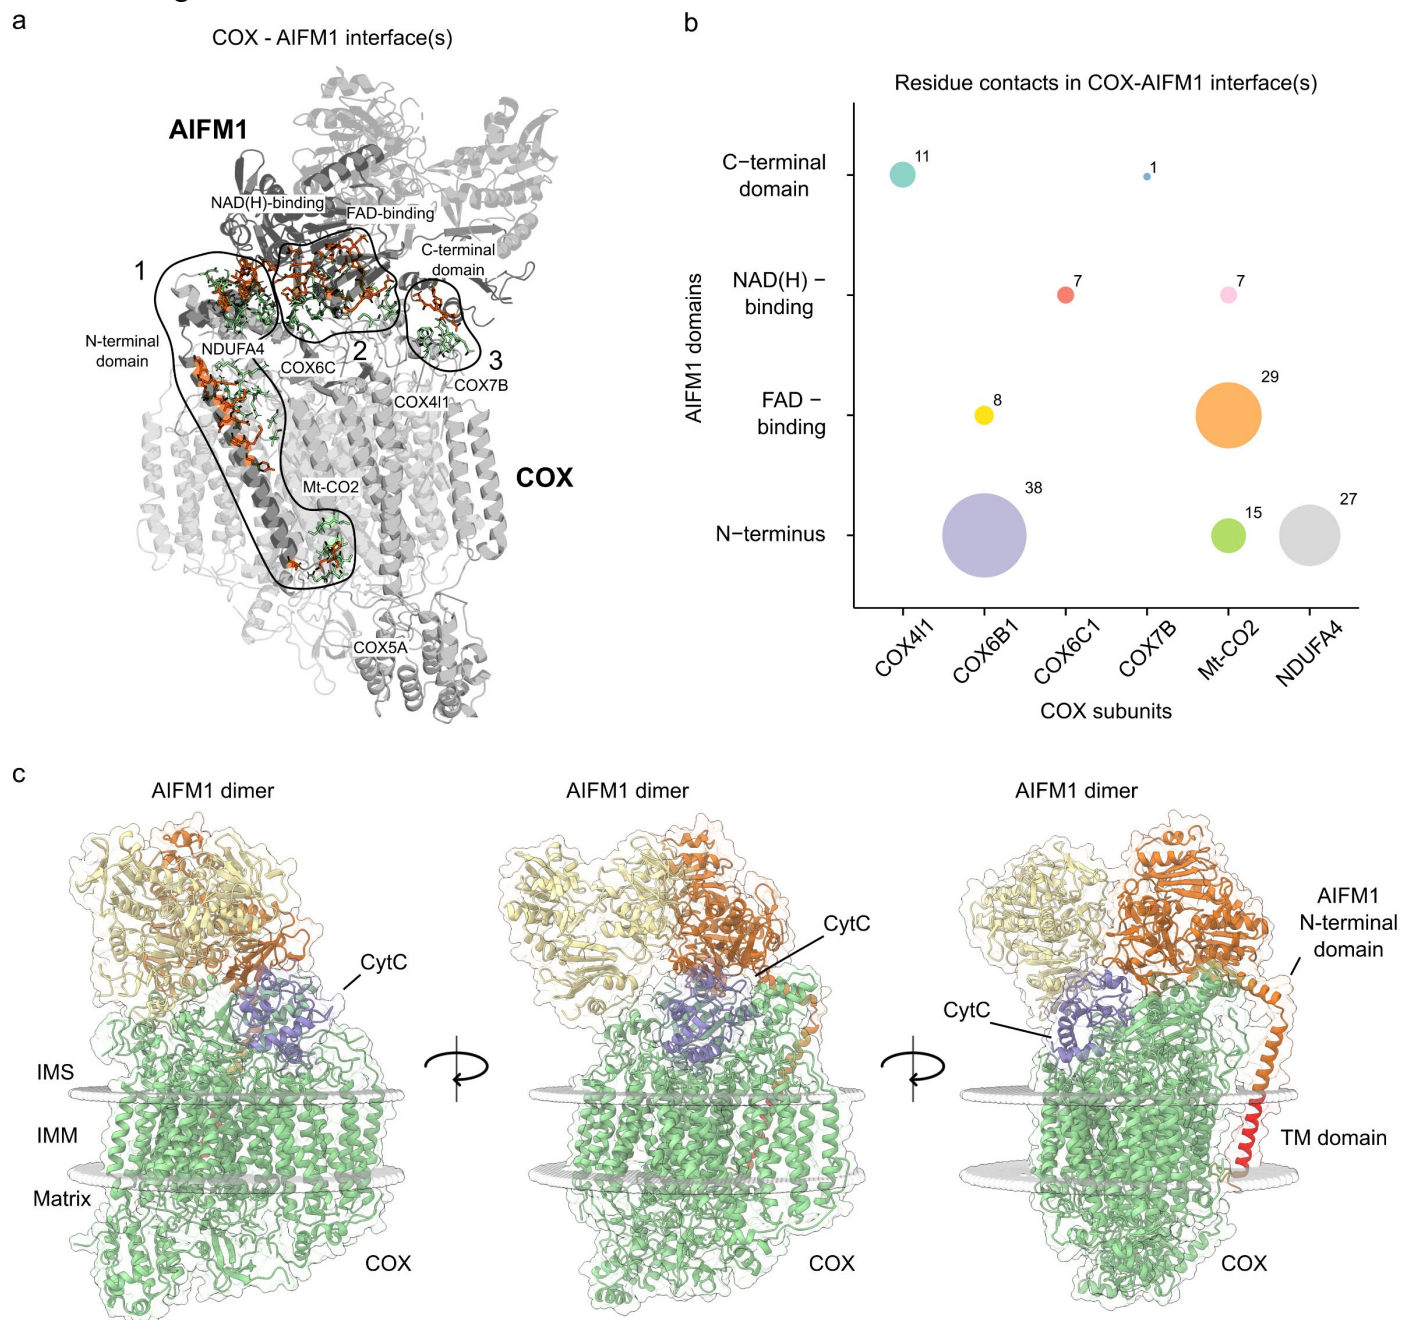 a
COX - AIFM1 interface(s)
AIFM1
NAD(H)-binding
FAD-binding
C-terminal
domain
1
N-terminal
domain
NDUFA4
COX6C
2
3
COX7B
COX4I1
COX
Mt-CO2
COX5A
b
Residue contacts in COX-AIFM1 interface(s)
AIFM1 domains
C−terminal
domain
11
1
NAD(H) −
binding
7
7
FAD −
binding
8
29
N−terminus
38
15
27
COX4I1
COX6B1
COX6C1
COX7B
Mt-CO2
NDUFA4
COX subunits
c
AIFM1 dimer
CytC
IMS
IMM
Matrix
COX
AIFM1 dimer
CytC
COX
AIFM1 dimer
AIFM1
N-terminal
domain
CytC
TM domain
COX